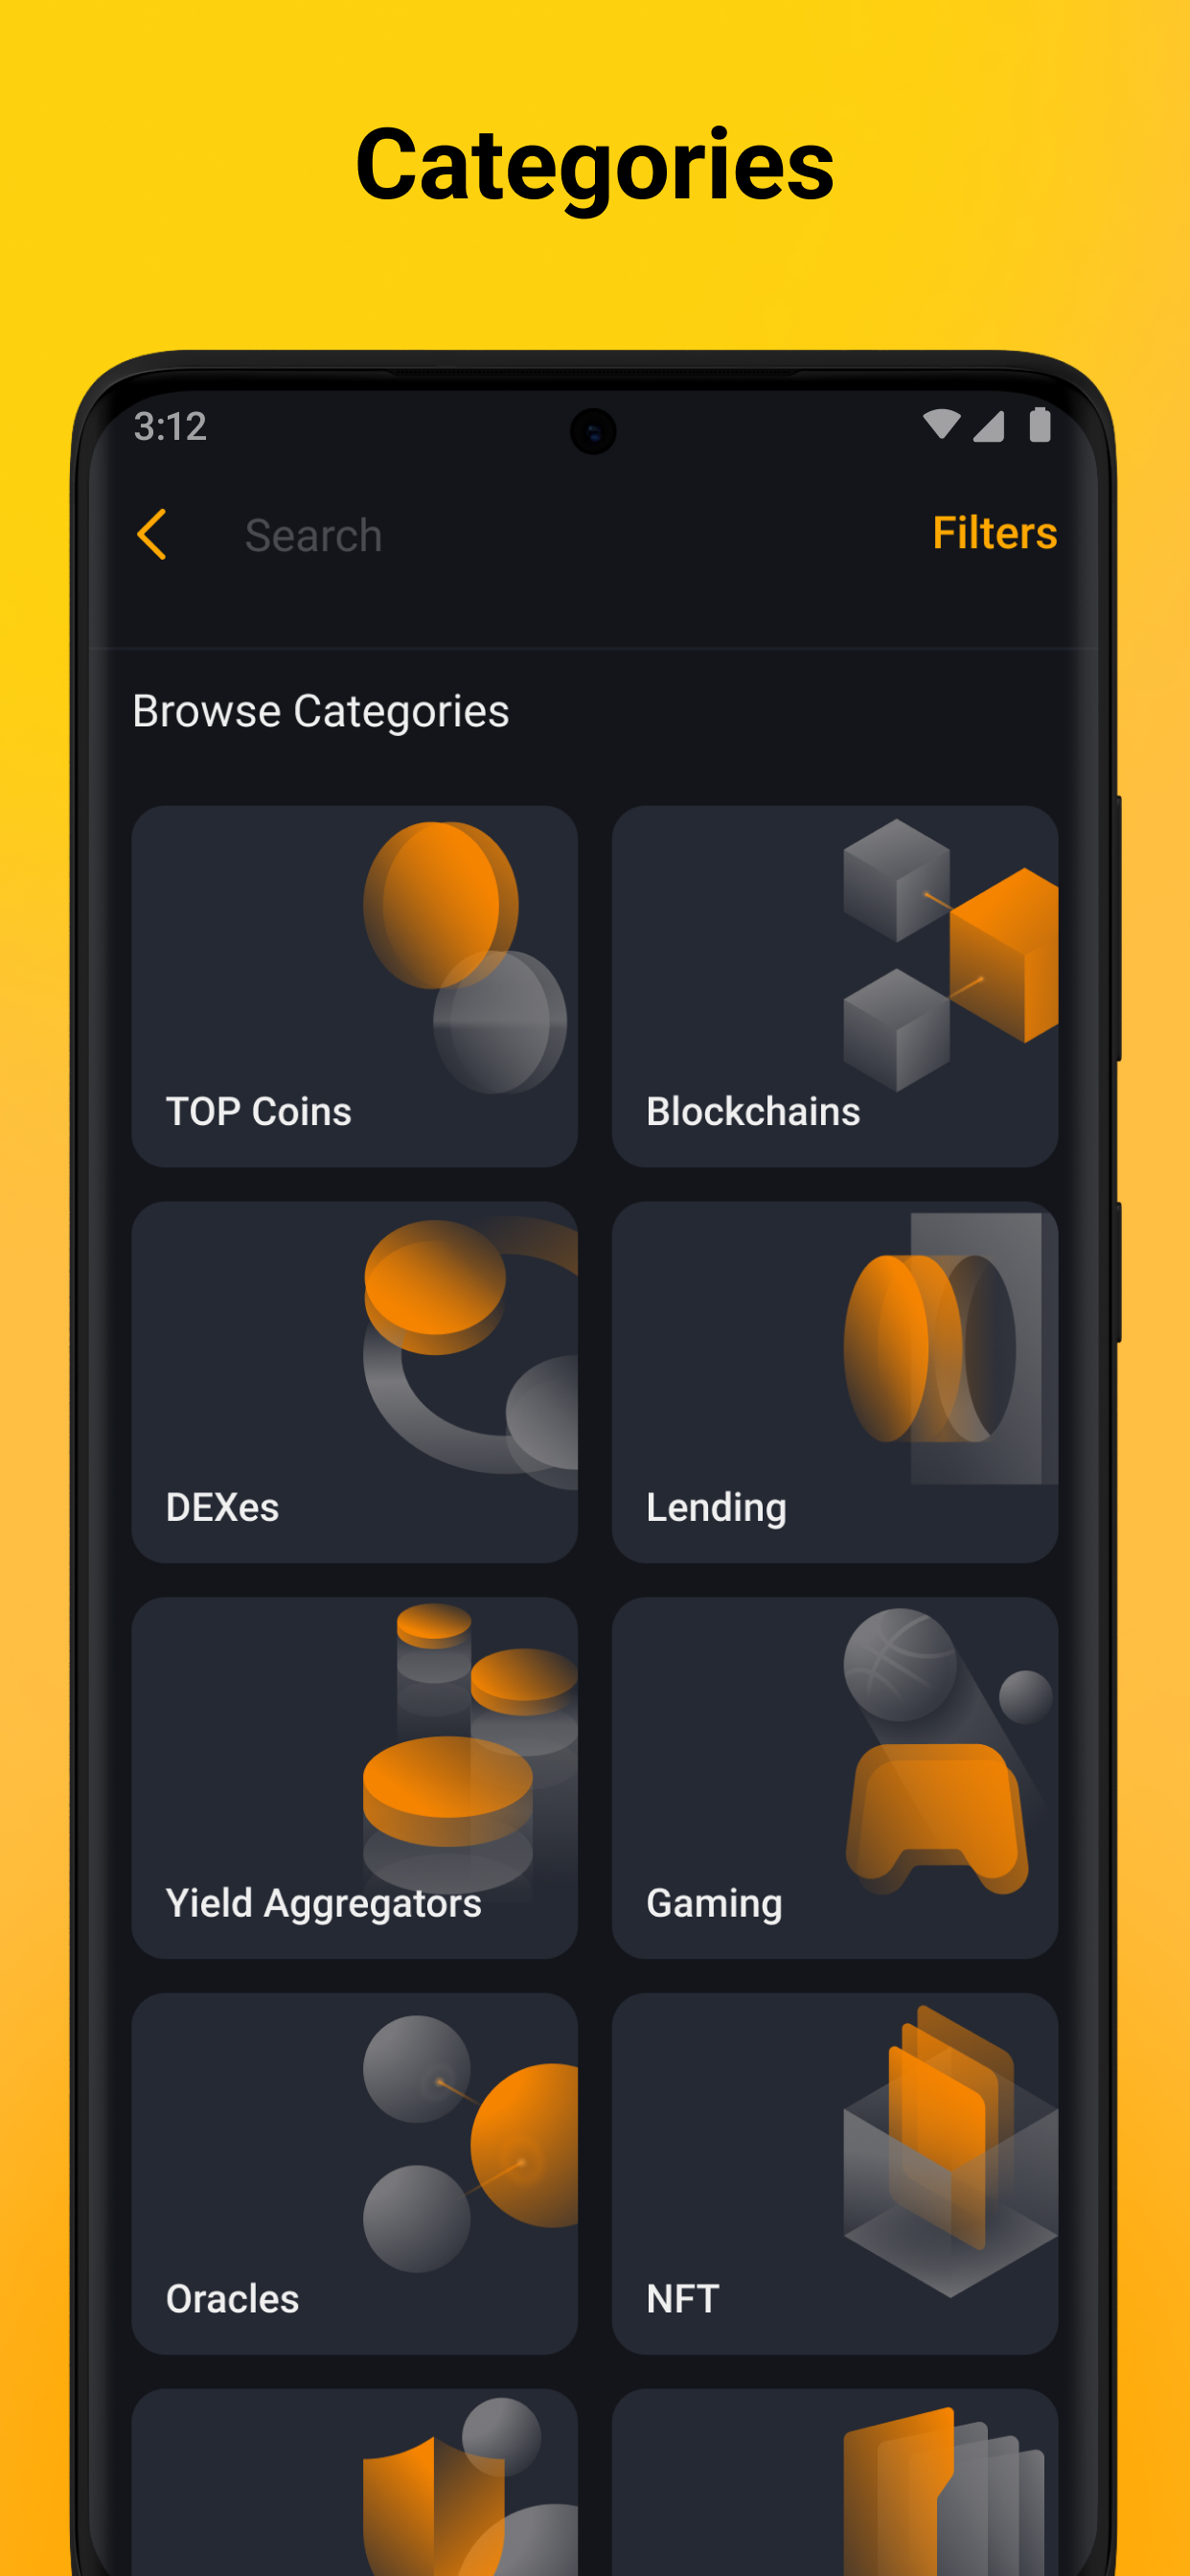 Categories
3:12
Search
Filters
Browse Categories
TOP Coins
Blockchains
DEXes
Lending
Yield Aggregators
Gaming
Oracles
NFT